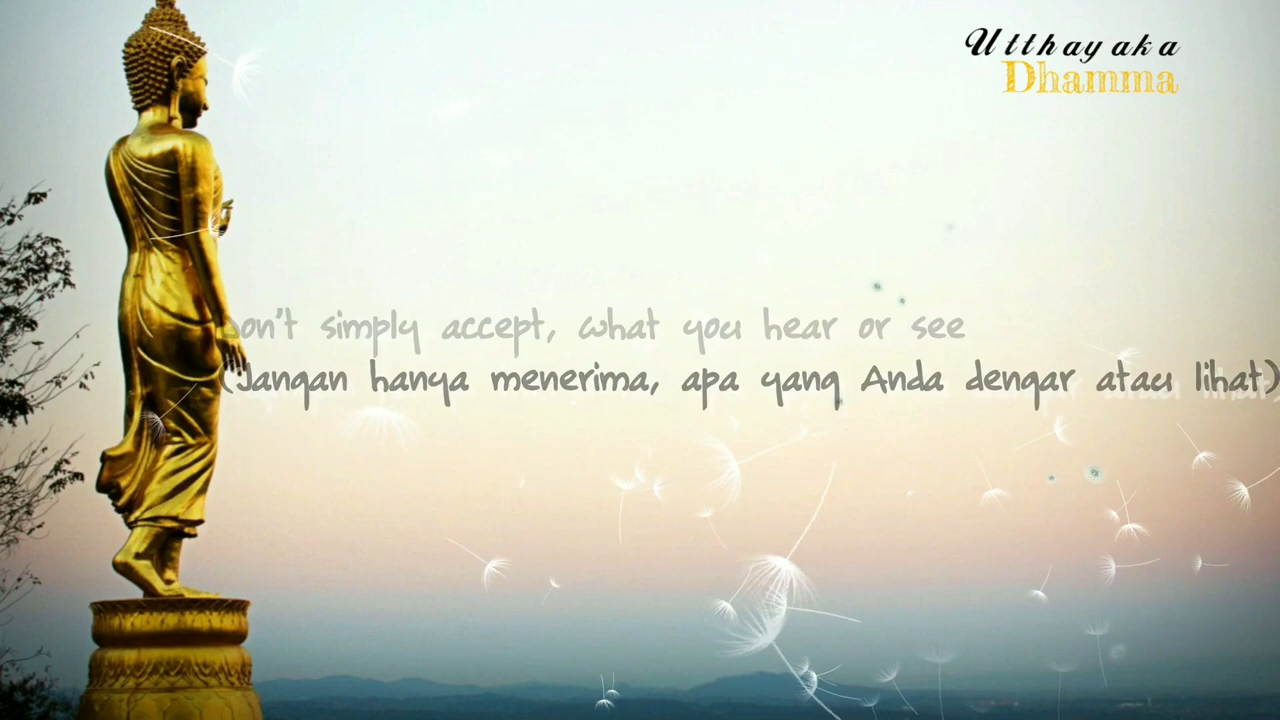 Utthayaka
Dhamma
Don't simply accept, what you hear or see
(Jangan hanya menerima, apa yang Anda dengar atau lihat)